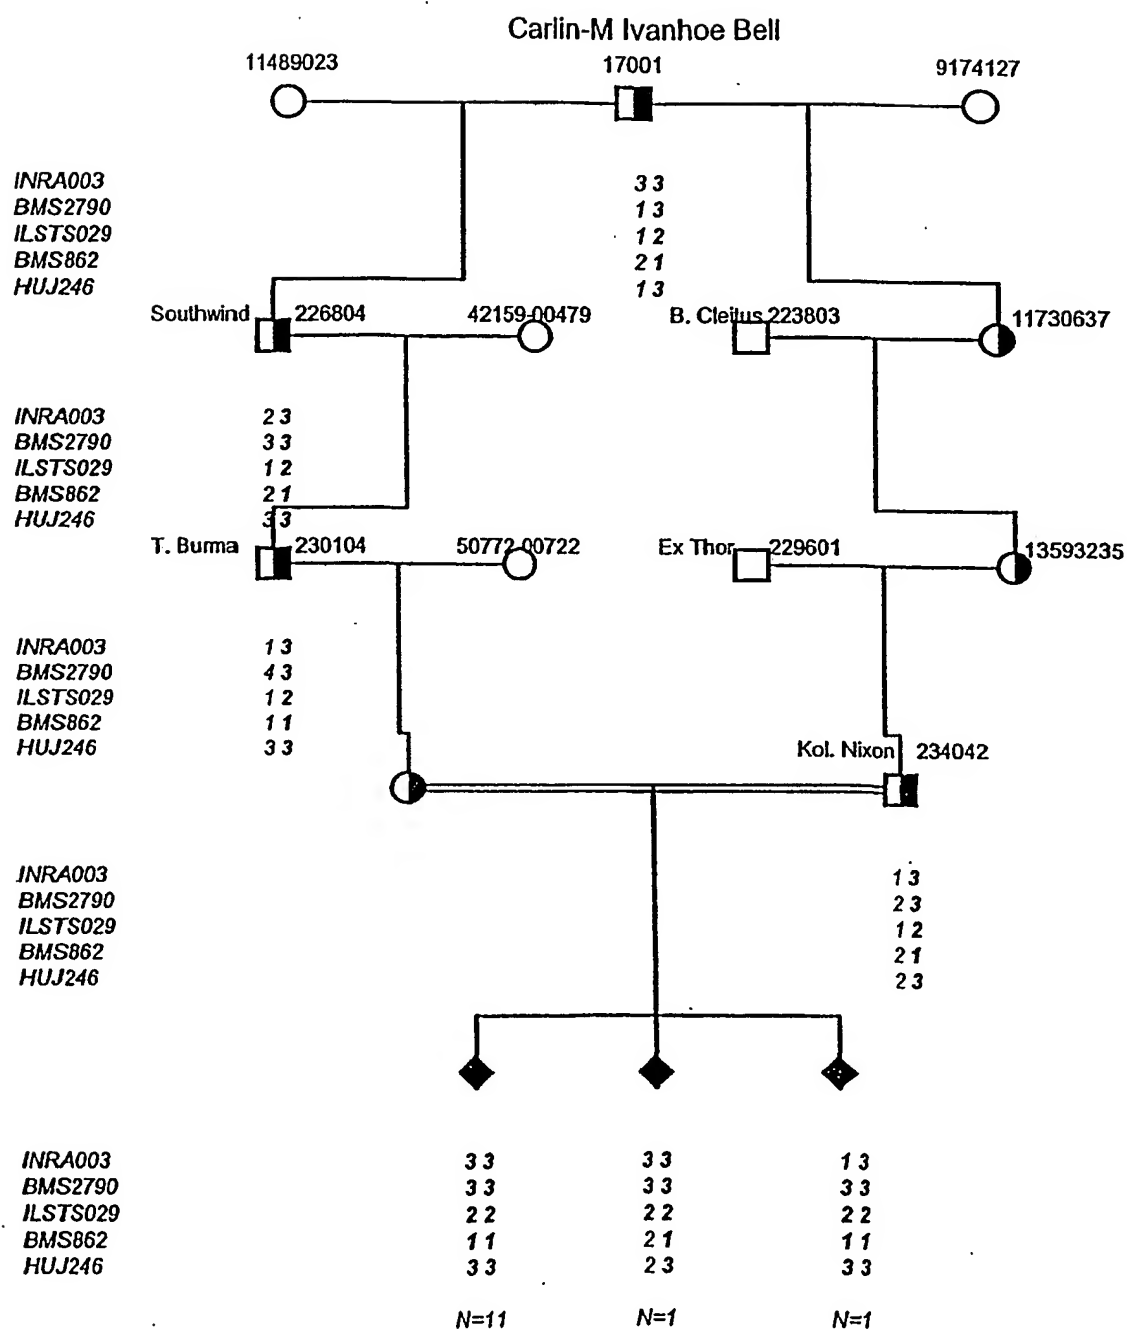 Carlin-M Ivanhoe Bell
11489023 17001 9174127
INRA003 3 3
BMS2790 1 3
ILSTS029 1 2
BMS862 2 1
HUJ246 1 3
Southwind 226804 42159-00479 B. Cleitus 223803 11730637
INRA003 2 3
BMS2790 3 3
ILSTS029 1 2
BMS862 2 1
HUJ246 3 3
T. Burma 230104 50772-00722 Ex Thor 229601 13593235
INRA003 1 3
BMS2790 4 3
ILSTS029 1 2
BMS862 1 1
HUJ246 3 3
Kol. Nixon 234042
INRA003 1 3
BMS2790 2 3
ILSTS029 1 2
BMS862 2 1
HUJ246 2 3
INRA003 3 3 3 3 1 3
BMS2790 3 3 3 3 3 3
ILSTS029 2 2 2 2 2 2
BMS862 1 1 2 1 1 1
HUJ246 3 3 2 3 3 3
N=11 N=1 N=1